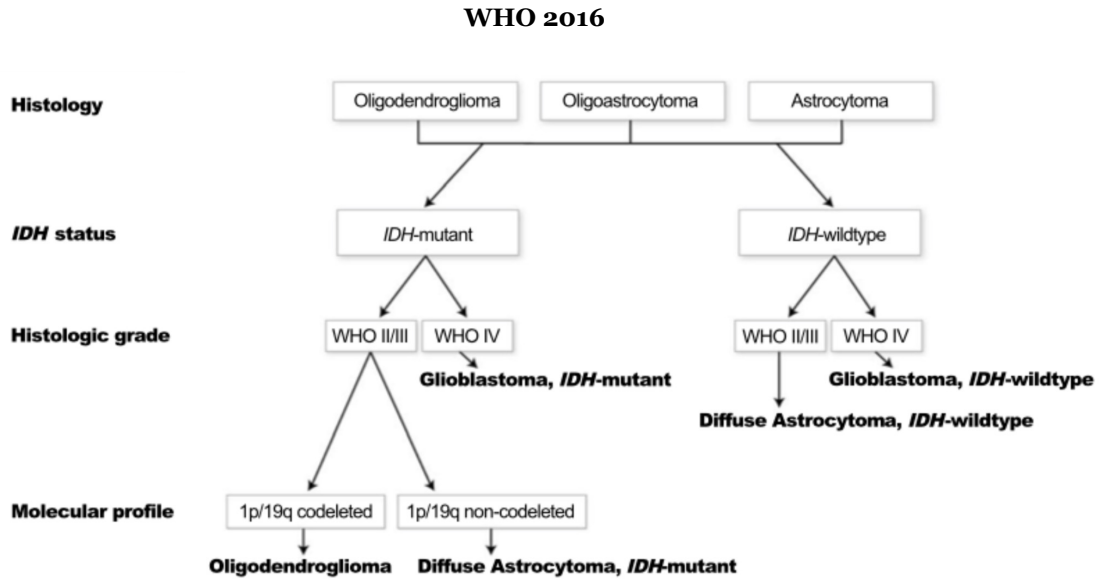 WHO 2016
Histology
Oligodendroglioma
Oligoastrocytoma
Astrocytoma
IDH status
IDH-mutant
IDH-wildtype
Histologic grade
WHO II/III
WHO IV
WHO II/III
WHO IV
Glioblastoma, IDH-mutant
Glioblastoma, IDH-wildtype
Diffuse Astrocytoma, IDH-wildtype
Molecular profile
1p/19q codeleted
1p/19q non-codeleted
Oligodendroglioma
Diffuse Astrocytoma, IDH-mutant